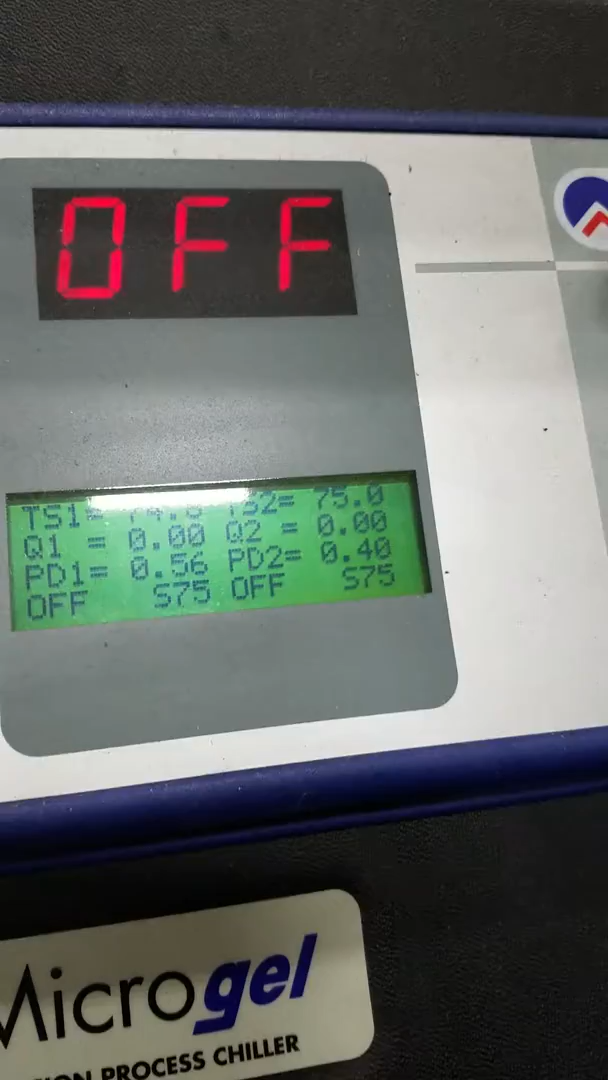 OFF
TS1= 74.8 TS2= 75.0
Q1 = 0.00 Q2 = 0.00
PD1= 0.56 PD2= 0.40
OFF S75 OFF S75
Microgel
PROCESS CHILLER